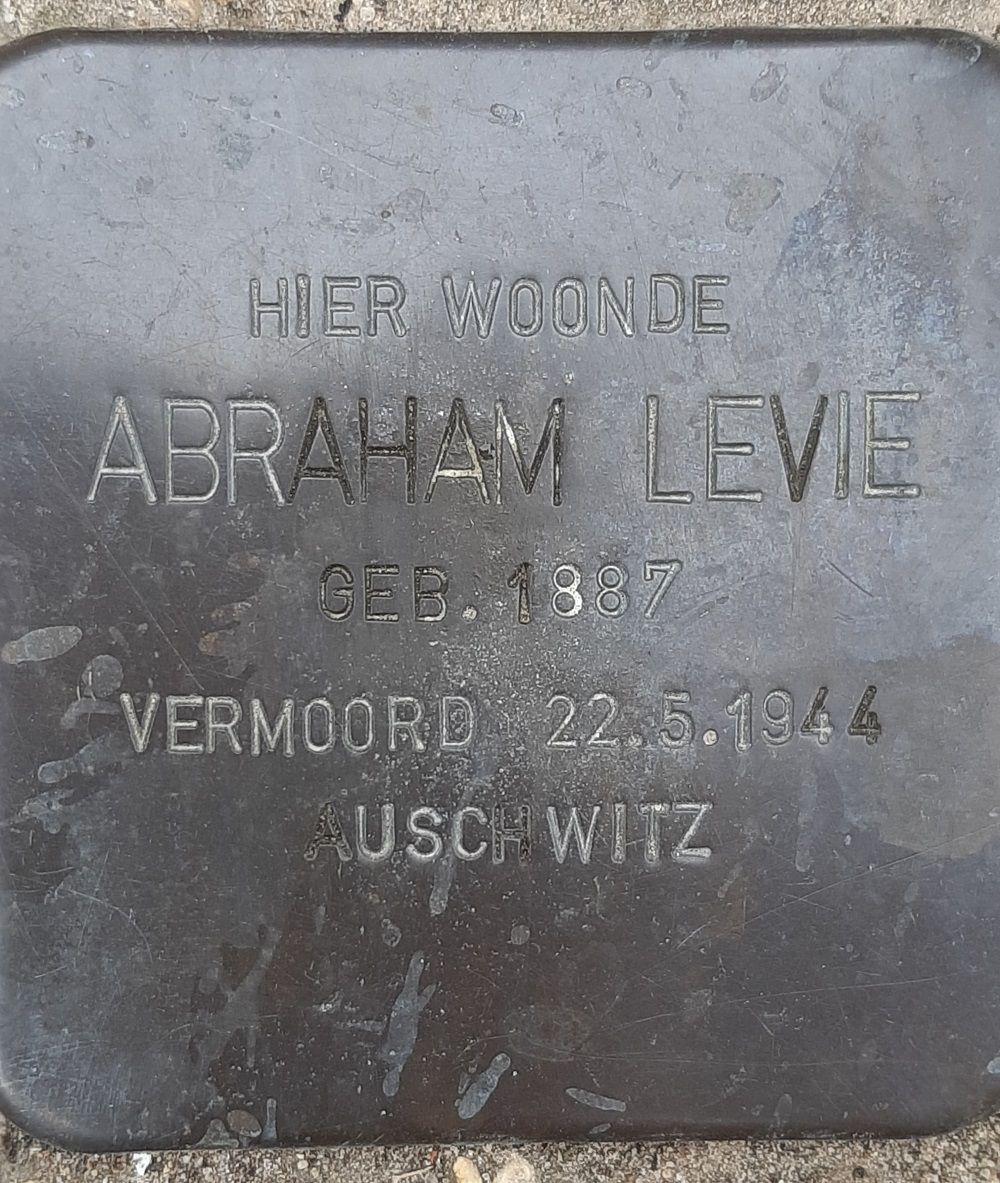 HIER WOONDE
ABRAHAM LEVIE
GEB. 1887
VERMOORD 22.5.1944
AUSCHWITZ